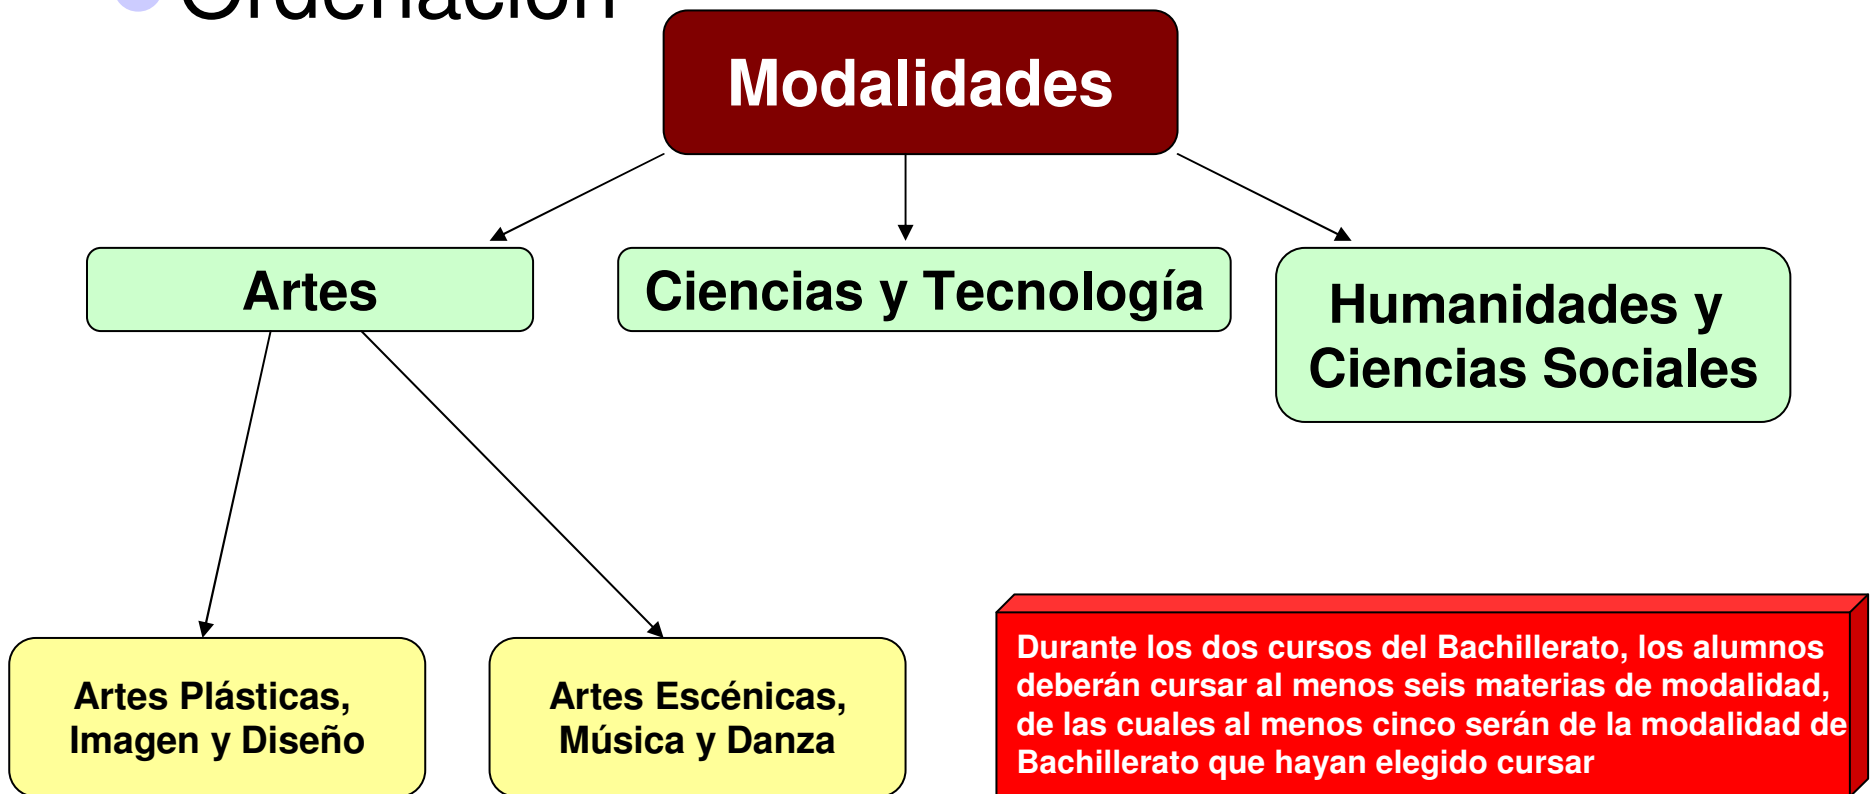 Ordenación
Modalidades
Artes
Ciencias y Tecnología
Humanidades y
Ciencias Sociales
Artes Plásticas,
Imagen y Diseño
Artes Escénicas,
Música y Danza
Durante los dos cursos del Bachillerato, los alumnos
deberán cursar al menos seis materias de modalidad,
de las cuales al menos cinco serán de la modalidad de
Bachillerato que hayan elegido cursar